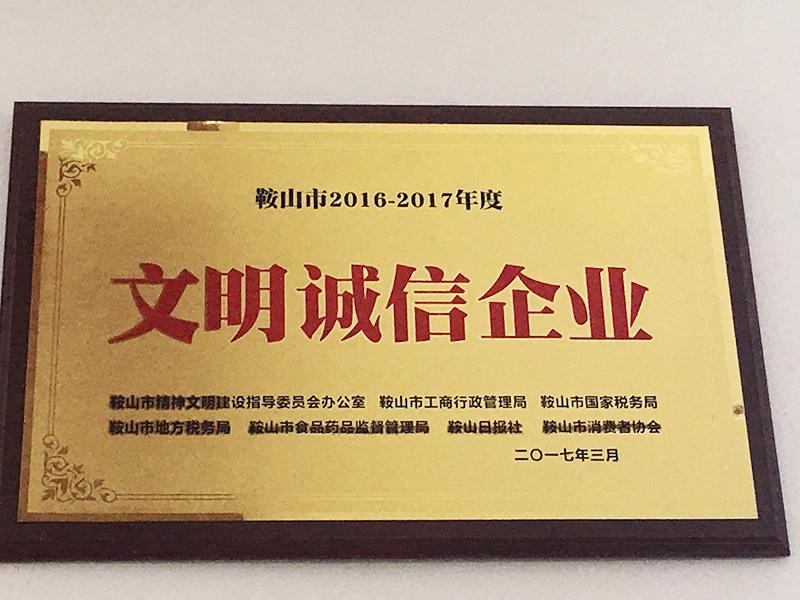 鞍山市2016-2017年度
文明诚信企业
鞍山市精神文明建设指导委员会办公室 鞍山市工商行政管理局 鞍山市国家税务局
鞍山市地方税务局 鞍山市食品药品监督管理局 鞍山日报社 鞍山市消费者协会
二〇一七年三月